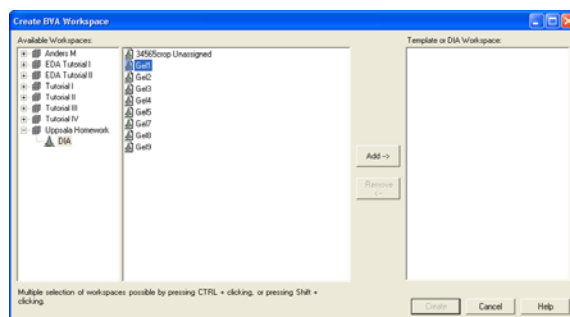 Create BVA Workspace
Available Workspaces:
Template or DIA Workspace:
Anders M
EDA Tutorial I
EDA Tutorial II
Tutorial I
Tutorial II
Tutorial III
Tutorial IV
Uppsala Homework
DIA
34565crop Unassigned
Gel1
Gel2
Gel3
Gel4
Gel5
Gel7
Gel8
Gel9
Add ->
Remove
<-
Multiple selection of workspaces possible by pressing CTRL + clicking, or pressing Shift +
clicking.
Create
Cancel
Help